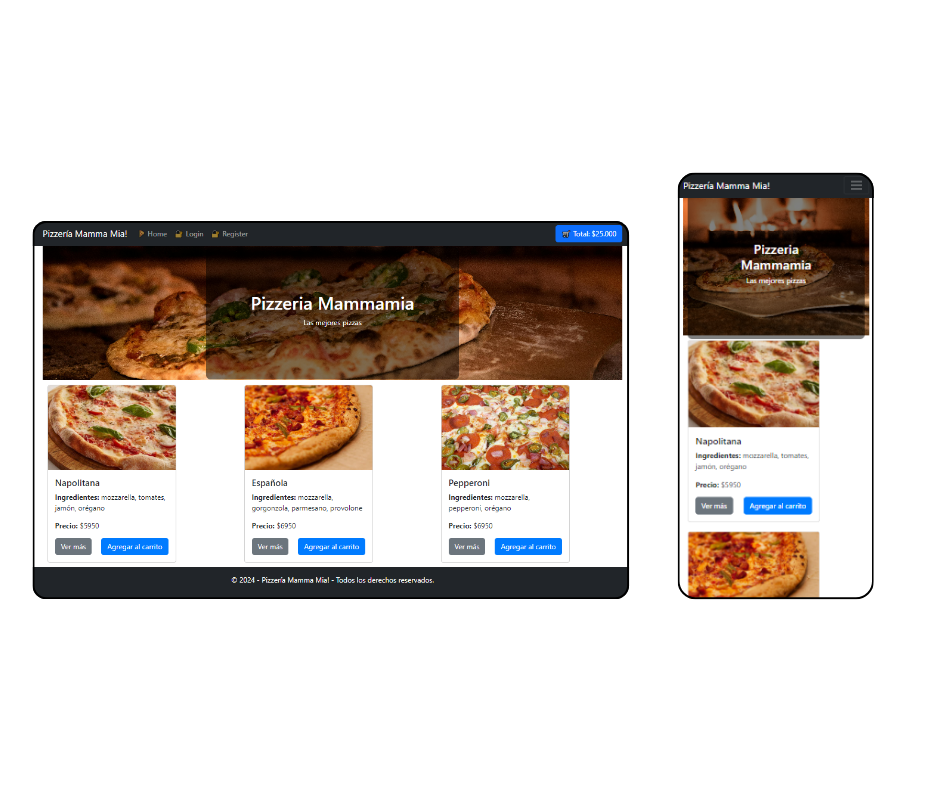 Pizzería Mamma Mia! Home Login Register Total: $25.000
Pizzeria Mammamia
Las mejores pizzas
Napolitana
Ingredientes: mozzarella, tomates,
jamón, orégano
Precio: $5950
Ver más Agregar al carrito
Española
Ingredientes: mozzarella,
gorgonzola, parmesano, provolone
Precio: $6950
Ver más Agregar al carrito
Pepperoni
Ingredientes: mozzarella,
pepperoni, orégano
Precio: $6950
Ver más Agregar al carrito
© 2024 - Pizzería Mamma Mia! - Todos los derechos reservados.
Pizzería Mamma Mia!
Pizzeria
Mammamia
Las mejores pizzas
Napolitana
Ingredientes: mozzarella, tomates,
jamón, orégano
Precio: $5950
Ver más Agregar al carrito